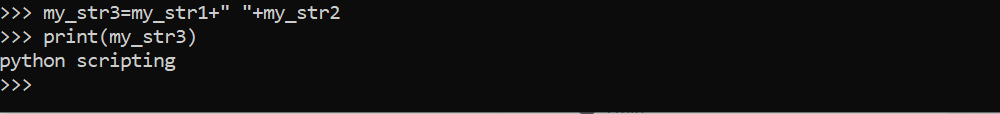 >>> my_str3=my_str1+" "+my_str2
>>> print(my_str3)
python scripting
>>>